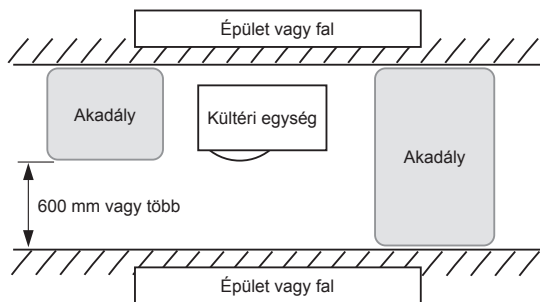 Épület vagy fal
Akadály
Kültéri egység
Akadály
600 mm vagy több
Épület vagy fal